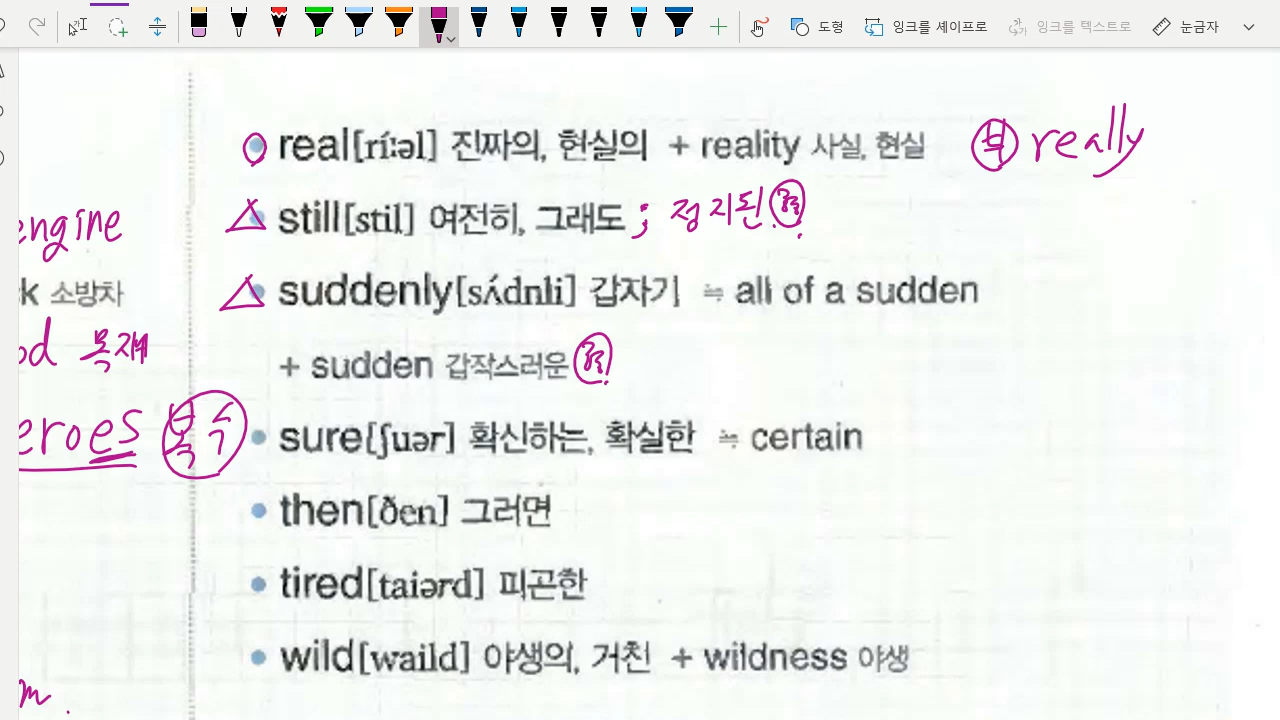 도형 잉크를 셰이프로 잉크를 텍스트로 눈금자
real[ríːəl] 진짜의, 현실의 + reality 사실, 현실 부 really
engine
still[stil] 여전히, 그래도 ; 정지된 형
k 소방차
suddenly[sʌ́dnli] 갑자기 ≒ all of a sudden
od 목재
+ sudden 갑작스러운 형
eroes 복수
sure[ʃuər] 확신하는, 확실한 ≒ certain
then[ðen] 그러면
tired[taiərd] 피곤한
wild[waild] 야생의, 거친 + wildness 야생
m.